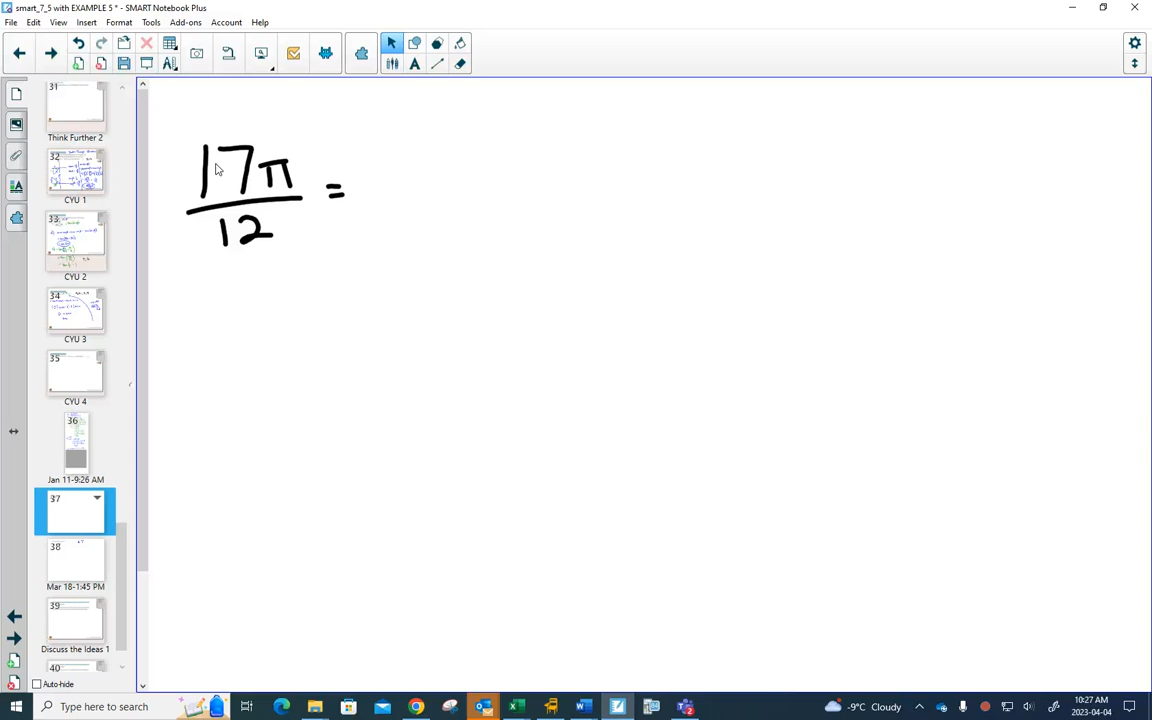 smart_7_5 with EXAMPLE 5 * - SMART Notebook Plus
File Edit View Insert Format Tools Add-ons Account Help
31
Think Further 2
32
CYU 1
33
CYU 2
34
CYU 3
35
CYU 4
36
Jan 11-9:26 AM
37
38
Mar 18-1:45 PM
39
Discuss the Ideas 1
40
Auto-hide
17π
=
12
Type here to search
-9°C Cloudy
10:27 AM
2023-04-04